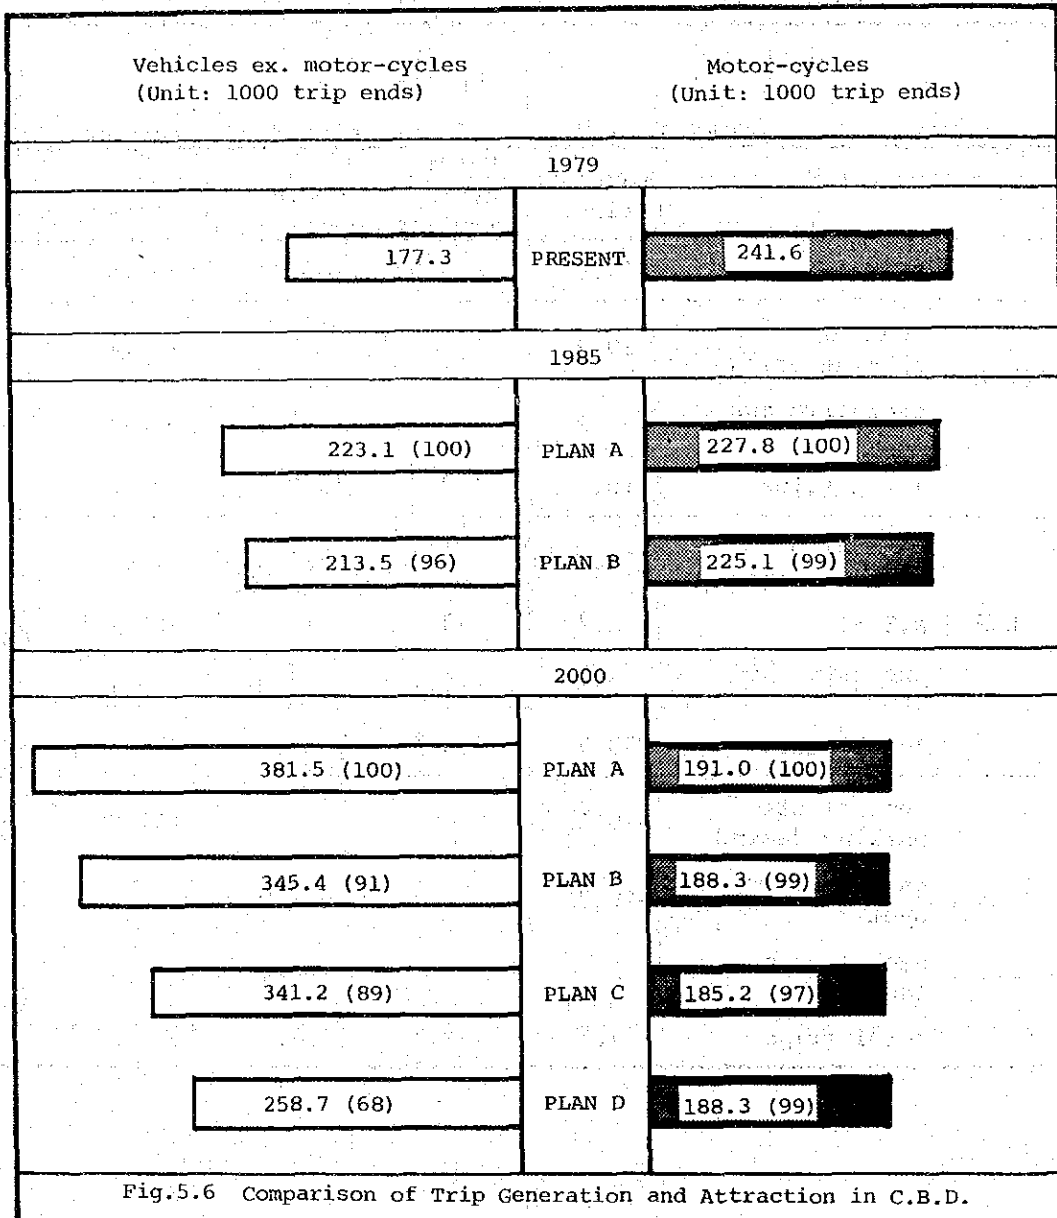 Vehicles ex. motor-cycles
(Unit: 1000 trip ends)
Motor-cycles
(Unit: 1000 trip ends)
1979
177.3 PRESENT 241.6
1985
223.1 (100) PLAN A 227.8 (100)
213.5 (96) PLAN B 225.1 (99)
2000
381.5 (100) PLAN A 191.0 (100)
345.4 (91) PLAN B 188.3 (99)
341.2 (89) PLAN C 185.2 (97)
258.7 (68) PLAN D 188.3 (99)
Fig.5.6 Comparison of Trip Generation and Attraction in C.B.D.